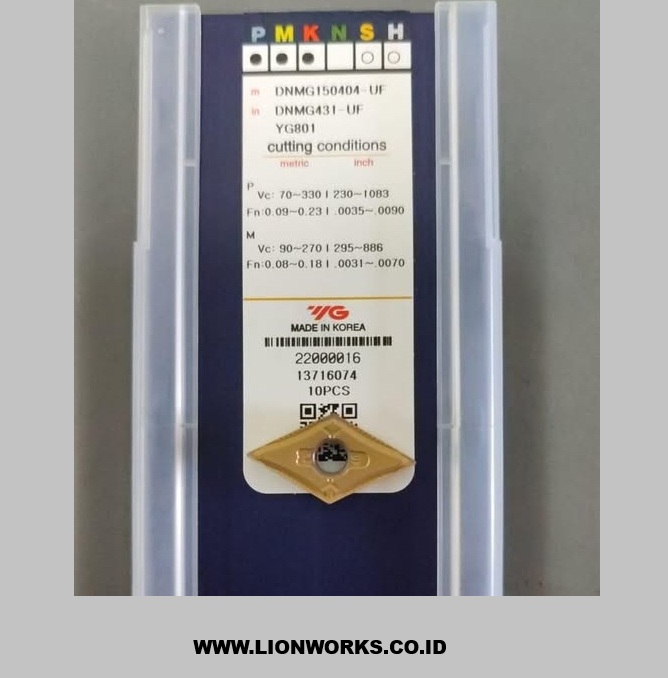 P M K N S H
m DNMG150404-UF
in DNMG431-UF
YG801
cutting conditions
metric inch
P
Vc: 70~330 | 230~1083
Fn:0.09~0.23 | .0035~.0090
M
Vc: 90~270 | 295~886
Fn:0.08~0.18 | .0031~.0070
YG
MADE IN KOREA
22000016
13716074
10PCS
WWW.LIONWORKS.CO.ID